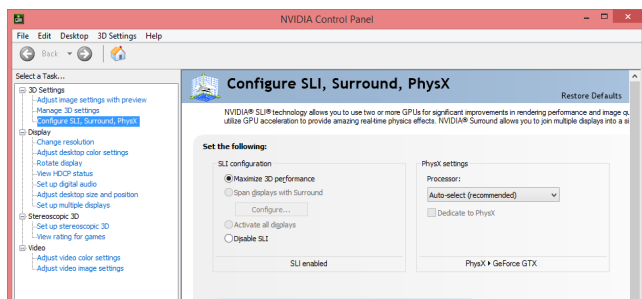 NVIDIA Control Panel
File Edit Desktop 3D Settings Help
Back
Select a Task...
3D Settings
Adjust image settings with preview
Manage 3D settings
Configure SLI, Surround, PhysX
Display
Change resolution
Adjust desktop color settings
Rotate display
View HDCP status
Set up digital audio
Adjust desktop size and position
Set up multiple displays
Stereoscopic 3D
Set up stereoscopic 3D
View rating for games
Video
Adjust video color settings
Adjust video image settings
Configure SLI, Surround, PhysX
Restore Defaults
NVIDIA® SLI® technology allows you to use two or more GPUs for significant improvements in rendering performance and image qu
utilize GPU acceleration to provide amazing real-time physics effects. NVIDIA® Surround allows you to join multiple displays into a si
Set the following:
SLI configuration
Maximize 3D performance
Span displays with Surround
Configure...
Activate all displays
Disable SLI
SLI enabled
PhysX settings
Processor:
Auto-select (recommended)
Dedicate to PhysX
PhysX ▸ GeForce GTX